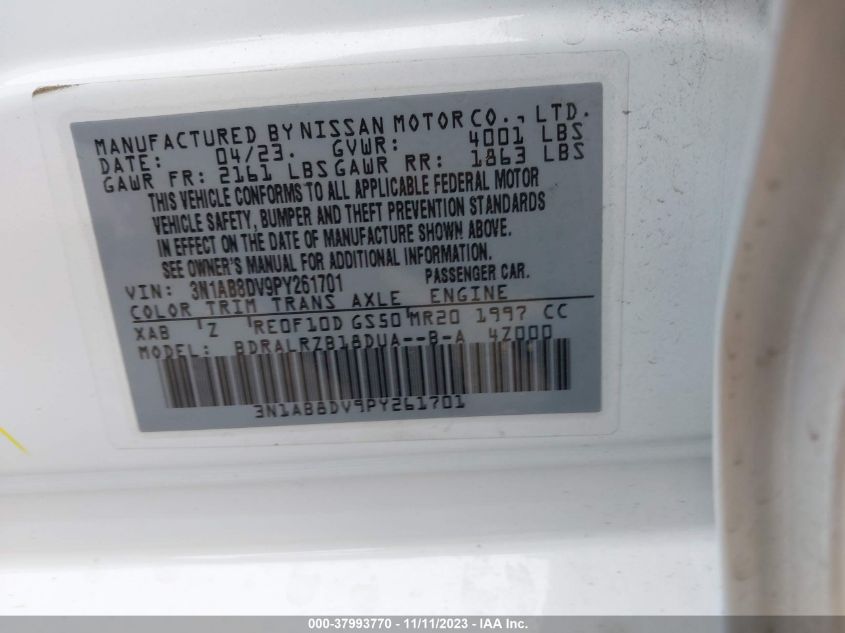 MANUFACTURED BY NISSAN MOTOR CO., LTD.
DATE: 04/23. GVWR: 4001 LBS
GAWR FR: 2161 LBS GAWR RR: 1863 LBS
THIS VEHICLE CONFORMS TO ALL APPLICABLE FEDERAL MOTOR
VEHICLE SAFETY, BUMPER AND THEFT PREVENTION STANDARDS
IN EFFECT ON THE DATE OF MANUFACTURE SHOWN ABOVE.
SEE OWNER'S MANUAL FOR ADDITIONAL INFORMATION.
VIN: 3N1AB8DV9PY261701 PASSENGER CAR.
COLOR TRIM TRANS AXLE ENGINE
XAB Z RE0F10D GS50 MR20 1997 CC
MODEL: BDRALRZB18DUA--B-A 4Z000
3N1AB8DV9PY261701
000-37993770 - 11/11/2023 - IAA Inc.